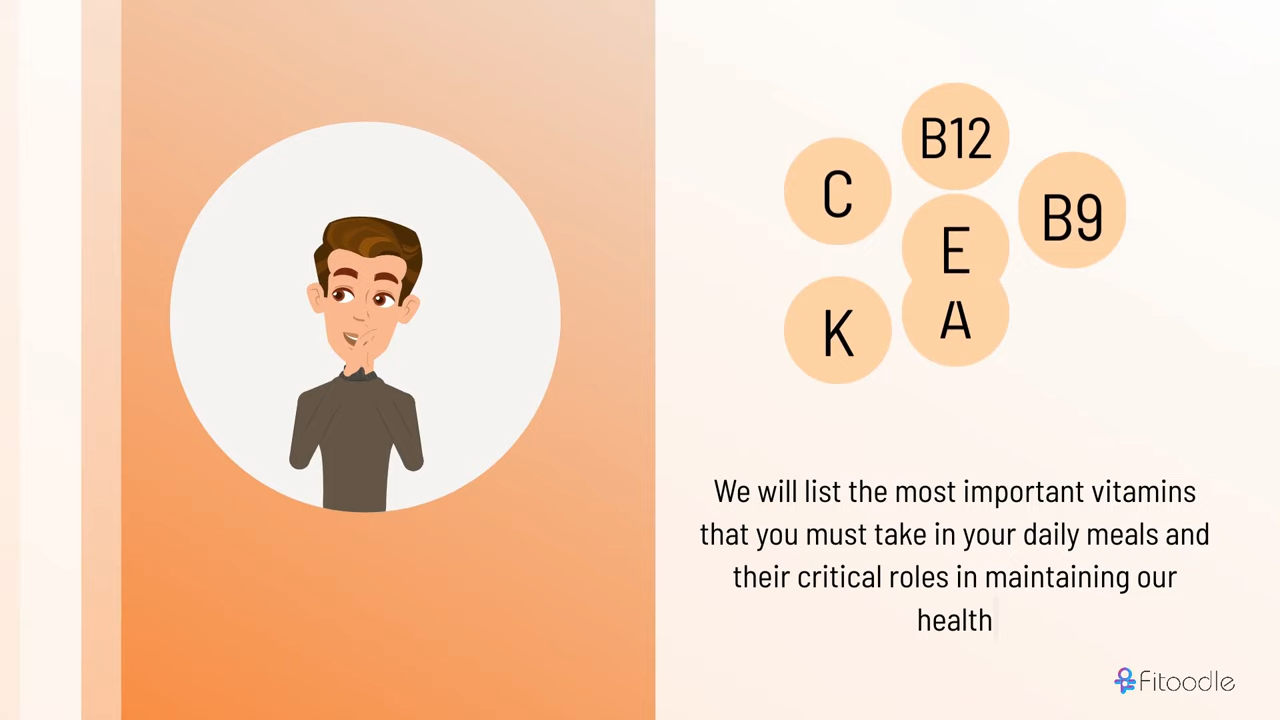 B12
C
B9
E
K
A
We will list the most important vitamins
that you must take in your daily meals and
their critical roles in maintaining our
health
Fitoodle